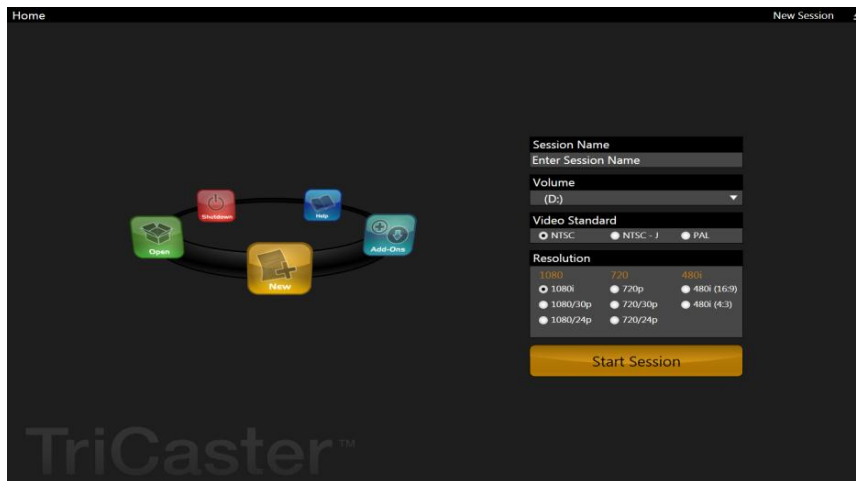 Home
New Session
Session Name
Enter Session Name
Volume
(D:)
Video Standard
NTSC
NTSC - J
PAL
Resolution
1080
720
480i
1080i
720p
480i (16:9)
1080/30p
720/30p
480i (4:3)
1080/24p
720/24p
Start Session
Shutdown
Help
Open
Add-Ons
New
TriCaster™